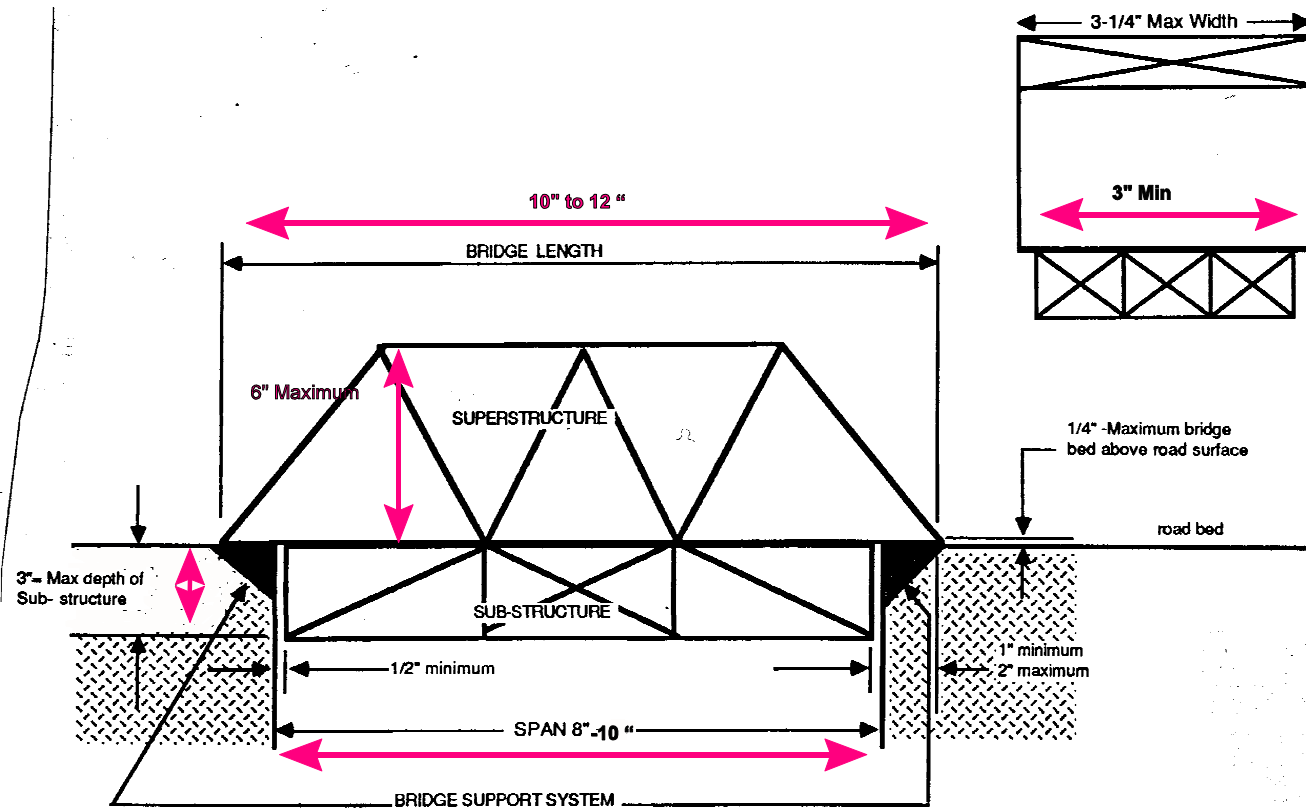 3-1/4" Max Width
3" Min
10" to 12 “
BRIDGE LENGTH
6" Maximum
SUPERSTRUCTURE
1/4" -Maximum bridge
bed above road surface
road bed
3"= Max depth of
Sub- structure
SUB-STRUCTURE
1/2" minimum
1" minimum
2" maximum
SPAN 8"-10 “
BRIDGE SUPPORT SYSTEM